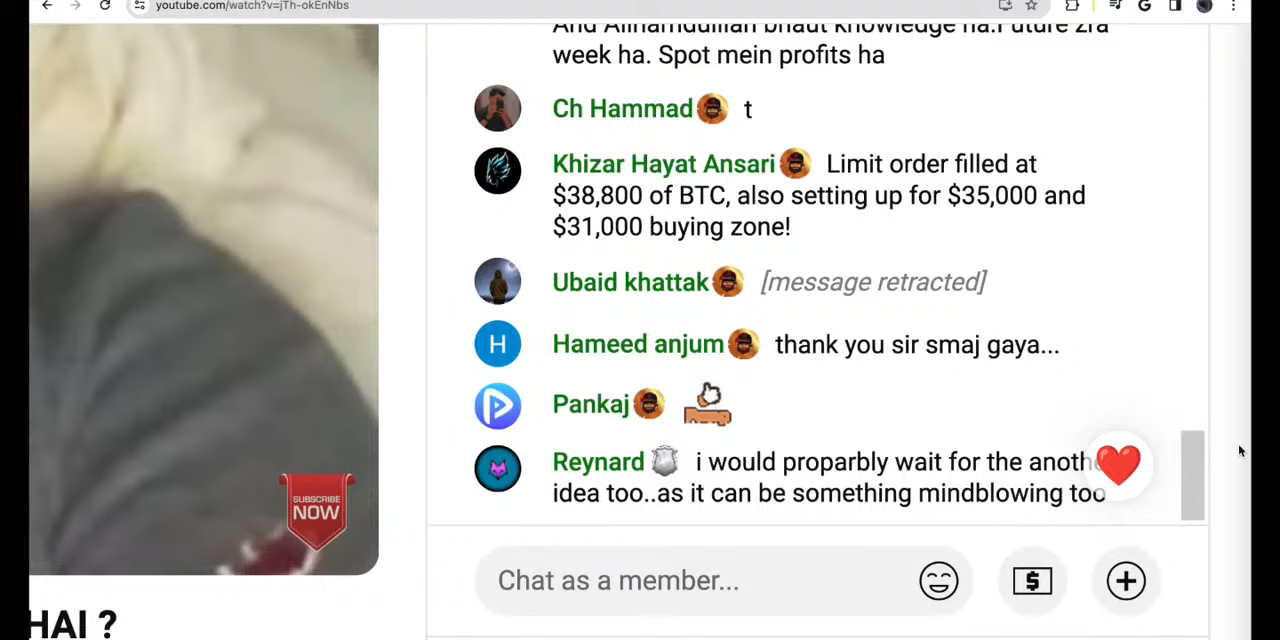 youtube.com/watch?v=jTh-okEnNbs
And Alhamdulilah bhaut knowledge ha.Future zra
week ha. Spot mein profits ha
Ch Hammad t
Khizar Hayat Ansari Limit order filled at
$38,800 of BTC, also setting up for $35,000 and
$31,000 buying zone!
Ubaid khattak [message retracted]
Hameed anjum thank you sir smaj gaya...
Pankaj
H
Reynard i would proparbly wait for the anoth
idea too..as it can be something mindblowing too
SUBSCRIBE
NOW
Chat as a member...
HAI ?